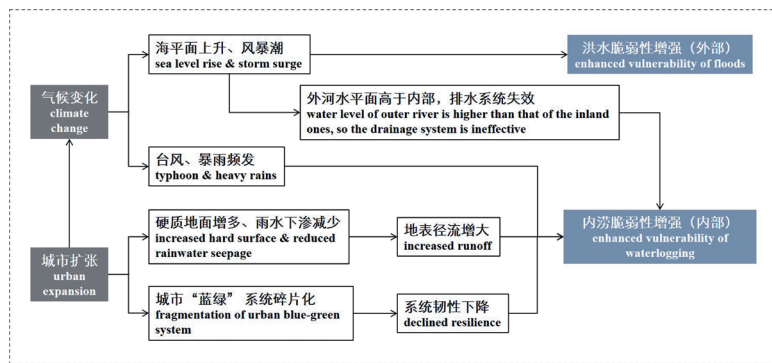 海平面上升、风暴潮
sea level rise & storm surge
洪水脆弱性增强（外部）
enhanced vulnerability of floods
气候变化
climate
change
外河水平面高于内部，排水系统失效
water level of outer river is higher than that of the inland
ones, so the drainage system is ineffective
台风、暴雨频发
typhoon & heavy rains
硬质地面增多、雨水下渗减少
increased hard surface & reduced
rainwater seepage
地表径流增大
increased runoff
内涝脆弱性增强（内部）
enhanced vulnerability of
waterlogging
城市扩张
urban
expansion
城市“蓝绿” 系统碎片化
fragmentation of urban blue-green
system
系统韧性下降
declined resilience